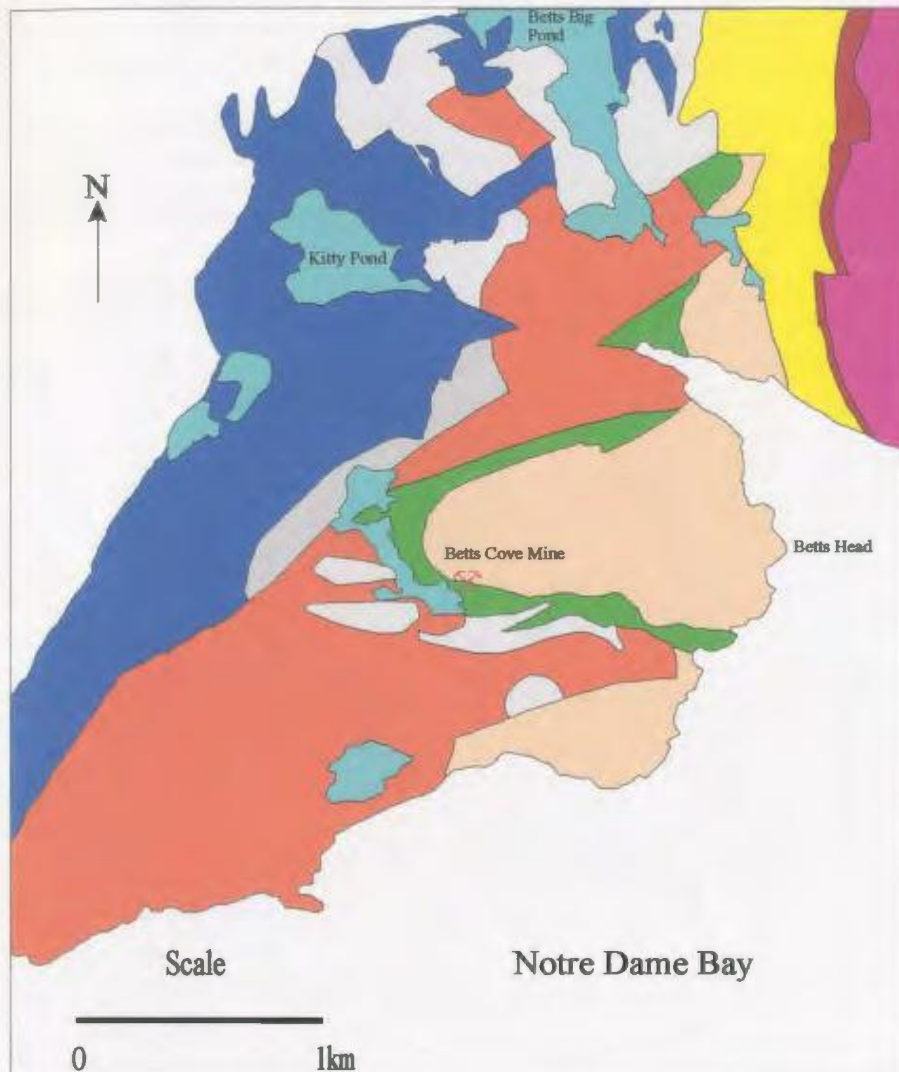 Betts Big
Pond
N
Kitty Pond
Betts Cove Mine
Betts Head
Scale
Notre Dame Bay
0
1km